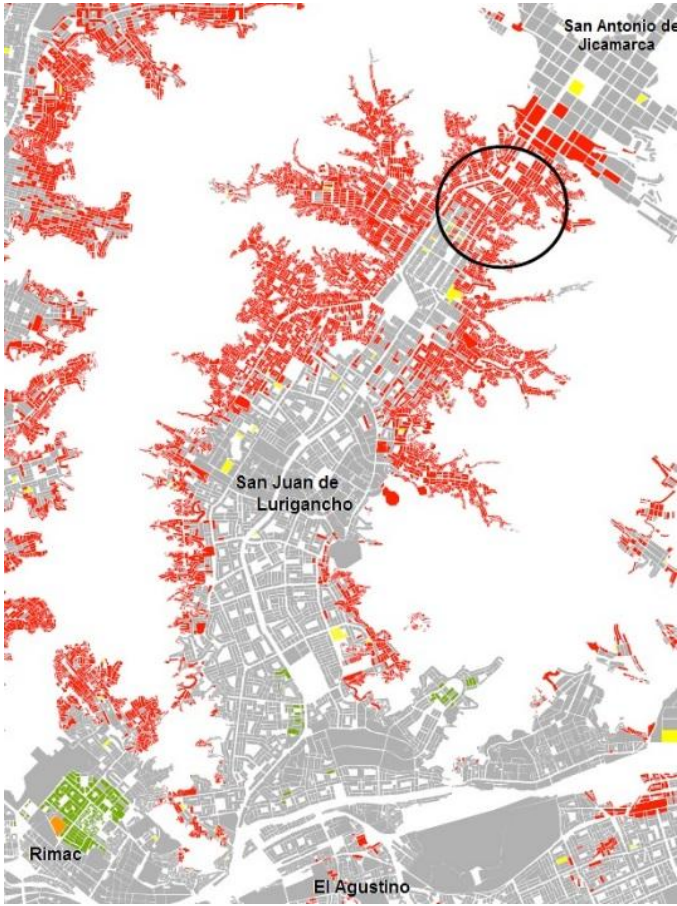 San Antonio de
Jicamarca
San Juan de
Lurigancho
Rimac
El Agustino